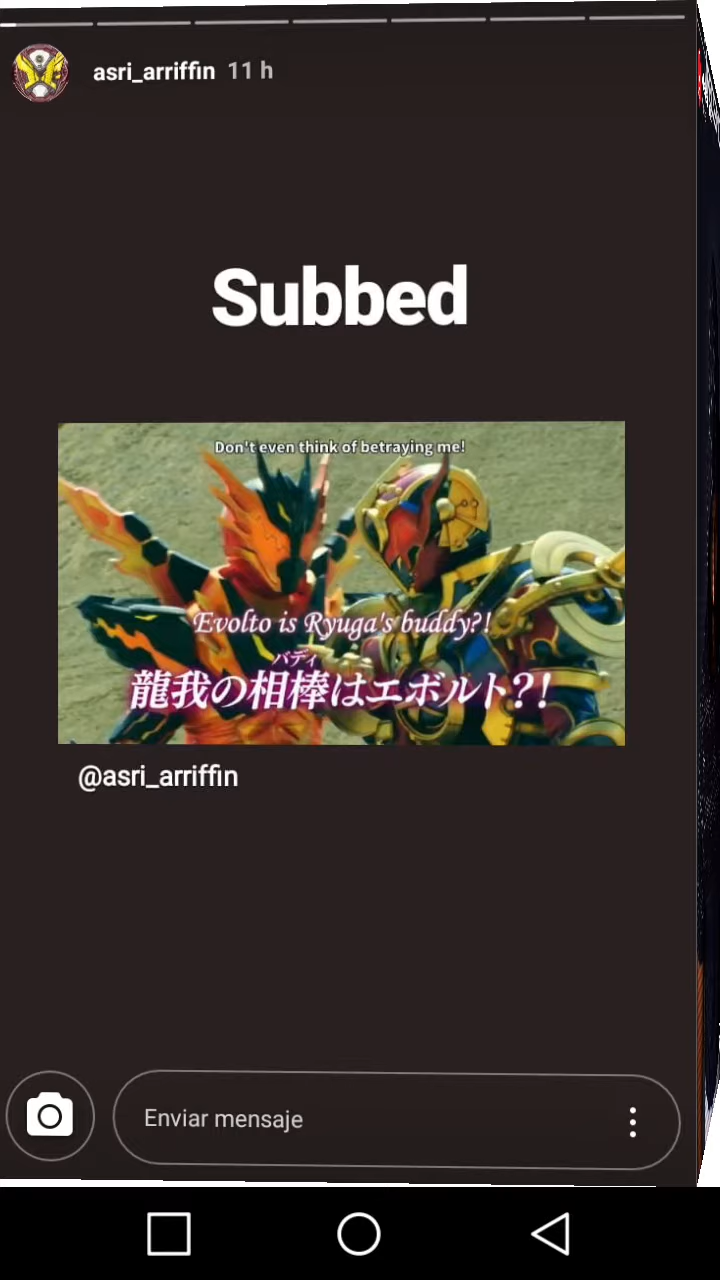 asri_arriffin 11 h
Subbed
Don't even think of betraying me!
Evolto is Ryuga's buddy?!
バディ
龍我の相棒はエボルト?!
@asri_arriffin
Enviar mensaje